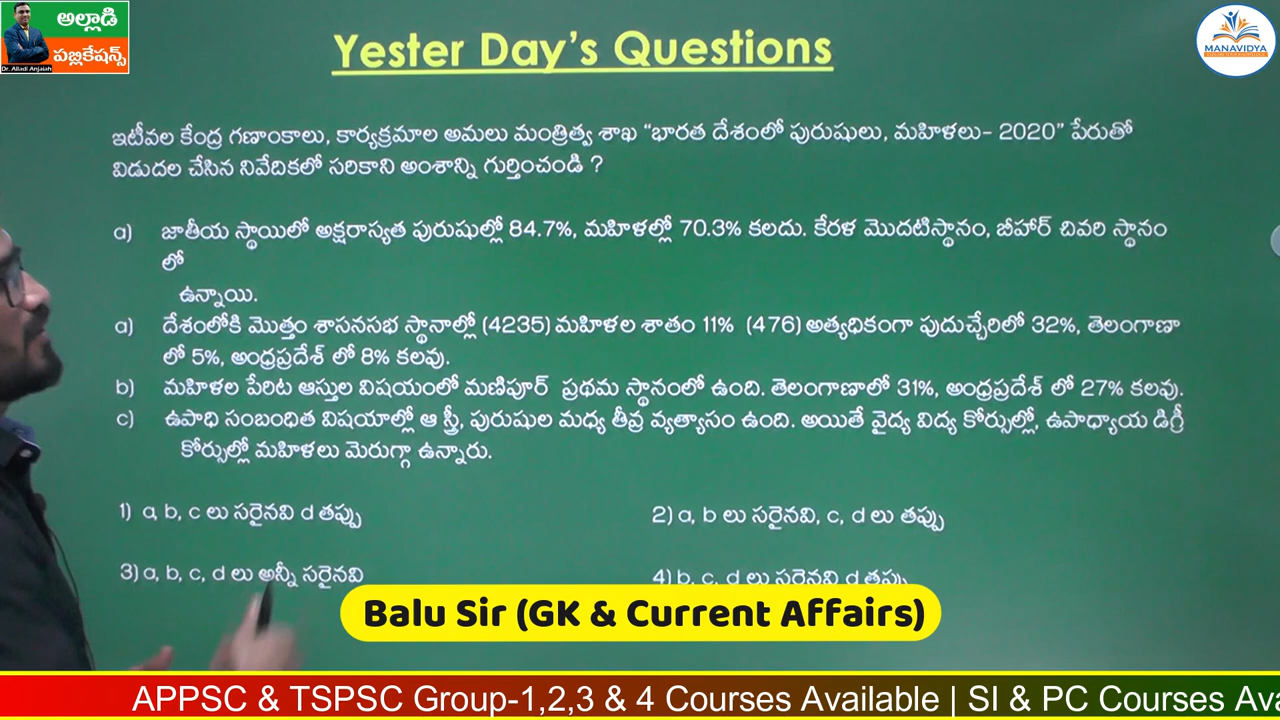 అల్లాడి
పబ్లికేషన్స్
Dr. Alladi Anjaiah
MANAVIDYA
Yester Day's Questions
ఇటీవల కేంద్ర గణాంకాలు, కార్యక్రమాల అమలు మంత్రిత్వ శాఖ "భారత దేశంలో పురుషులు, మహిళలు- 2020" పేరుతో
విడుదల చేసిన నివేదికలో సరికాని అంశాన్ని గుర్తించండి ?
a) జాతీయ స్థాయిలో అక్షరాస్యత పురుషుల్లో 84.7%, మహిళల్లో 70.3% కలదు. కేరళ మొదటిస్థానం, బీహార్ చివరి స్థానం
లో
ఉన్నాయి.
a) దేశంలోకి మొత్తం శాసనసభ స్థానాల్లో (4235) మహిళల శాతం 11% (476) అత్యధికంగా పుదుచ్చేరిలో 32%, తెలంగాణా
లో 5%, అంధ్రప్రదేశ్ లో 8% కలవు.
b) మహిళల పేరిట ఆస్తుల విషయంలో మణిపూర్ ప్రథమ స్థానంలో ఉంది. తెలంగాణాలో 31%, అంధ్రప్రదేశ్ లో 27% కలవు.
c) ఉపాధి సంబంధిత విషయాల్లో ఆ స్త్రీ, పురుషుల మధ్య తీవ్ర వ్యత్యాసం ఉంది. అయితే వైద్య విద్య కోర్సుల్లో, ఉపాధ్యాయ డిగ్రీ
కోర్సుల్లో మహిళలు మెరుగ్గా ఉన్నారు.
1) a, b, c లు సరైనవి d తప్పు
2) a, b లు సరైనవి, c, d లు తప్పు
3) a, b, c, d లు అన్నీ సరైనవి
4) b, c, d లు సరైనవి d తప్పు
Balu Sir (GK & Current Affairs)
APPSC & TSPSC Group-1,2,3 & 4 Courses Available | SI & PC Courses Ava